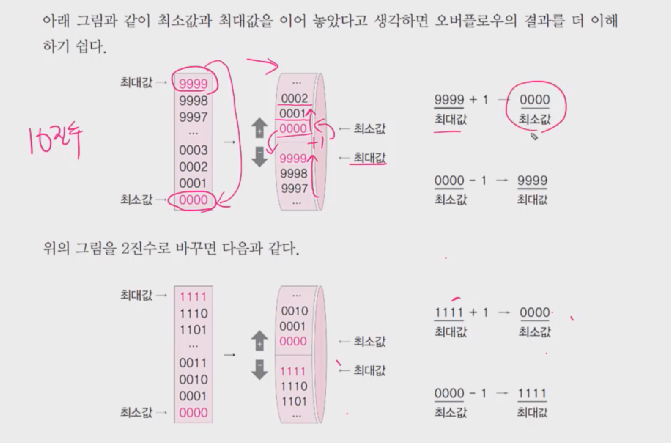 아래 그림과 같이 최소값과 최대값을 이어 놓았다고 생각하면 오버플로우의 결과를 더 이해
하기 쉽다.
최대값 → 9999
9998
9997
...
0003
0002
0001
최소값 → 0000
→
...
0002
0001
0000 ← 최소값
+1
9999 ← 최대값
9998
9997
...
+
-
9999 + 1 → 0000
최대값 최소값
0000 - 1 → 9999
최소값 최대값
10진수
위의 그림을 2진수로 바꾸면 다음과 같다.
최대값 → 1111
1110
1101
...
0011
0010
0001
최소값 → 0000
→
...
0010
0001
0000 ← 최소값
1111 ← 최대값
1110
1101
...
+
-
1111 + 1 → 0000
최대값 최소값
0000 - 1 → 1111
최소값 최대값